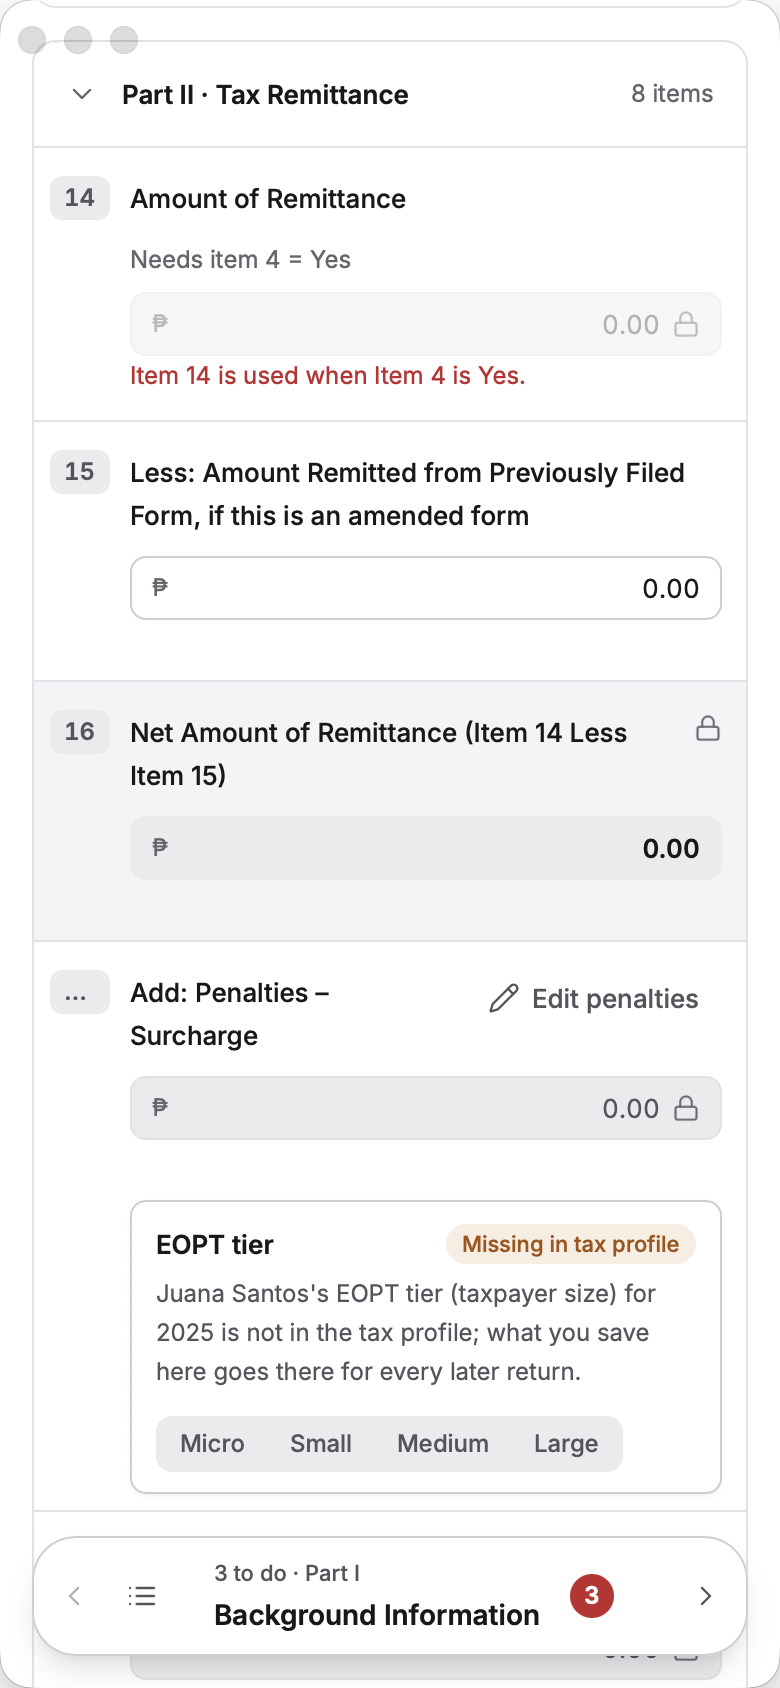 Part II · Tax Remittance
8 items
14
Amount of Remittance
Needs item 4 = Yes
₱ 0.00
Item 14 is used when Item 4 is Yes.
15
Less: Amount Remitted from Previously Filed
Form, if this is an amended form
₱ 0.00
16
Net Amount of Remittance (Item 14 Less
Item 15)
₱ 0.00
...
Add: Penalties –
Surcharge
Edit penalties
₱ 0.00
EOPT tier
Missing in tax profile
Juana Santos's EOPT tier (taxpayer size) for
2025 is not in the tax profile; what you save
here goes there for every later return.
Micro Small Medium Large
3 to do · Part I
Background Information
3